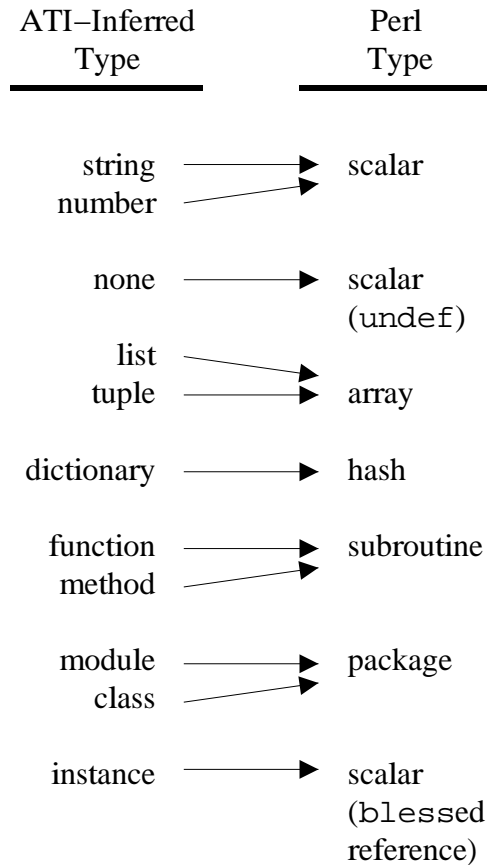 ATI–Inferred Perl
Type Type
string scalar
number
none scalar
(undef)
list
tuple array
dictionary hash
function subroutine
method
module package
class
instance scalar
(blessed
reference)